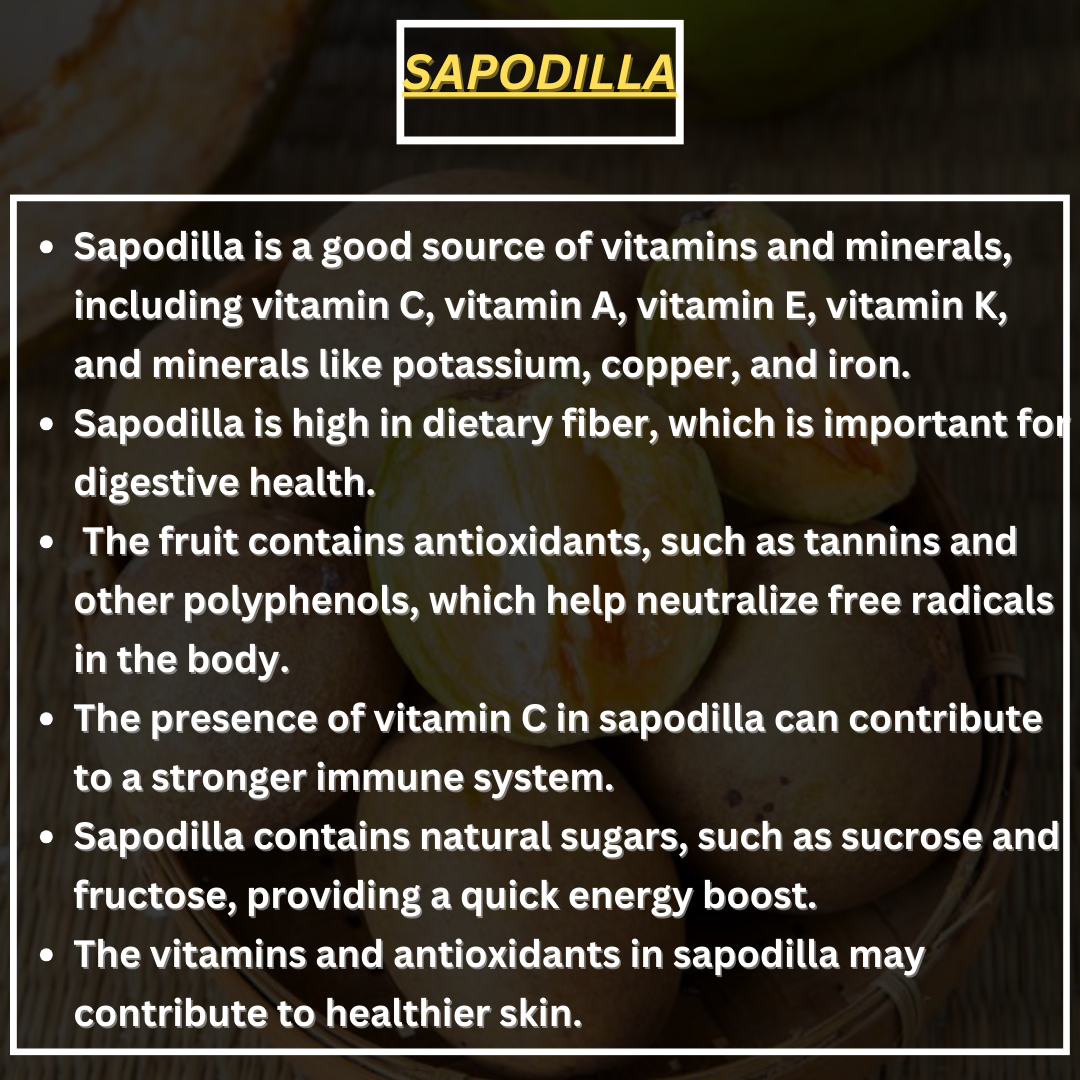 SAPODILLA
• Sapodilla is a good source of vitamins and minerals,
including vitamin C, vitamin A, vitamin E, vitamin K,
and minerals like potassium, copper, and iron.
• Sapodilla is high in dietary fiber, which is important for
digestive health.
• The fruit contains antioxidants, such as tannins and
other polyphenols, which help neutralize free radicals
in the body.
• The presence of vitamin C in sapodilla can contribute
to a stronger immune system.
• Sapodilla contains natural sugars, such as sucrose and
fructose, providing a quick energy boost.
• The vitamins and antioxidants in sapodilla may
contribute to healthier skin.